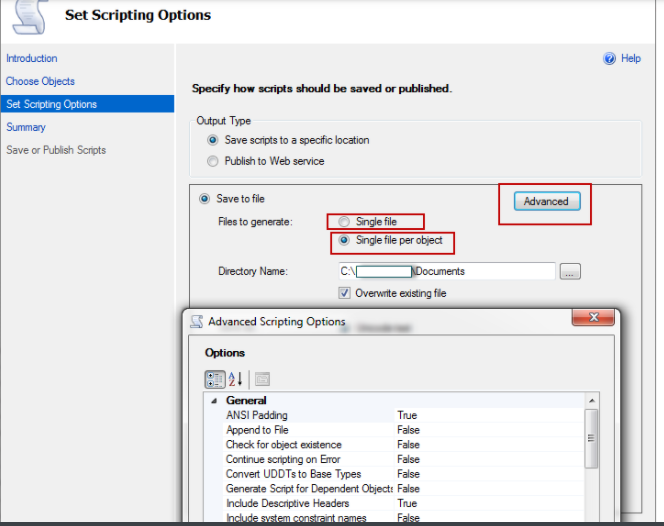 Set Scripting Options
Introduction
Choose Objects
Set Scripting Options
Summary
Save or Publish Scripts
Help
Specify how scripts should be saved or published.
Output Type
Save scripts to a specific location
Publish to Web service
Save to file
Advanced
Files to generate:
Single file
Single file per object
Directory Name:
C:\ \Documents
...
Overwrite existing file
Advanced Scripting Options
Options
General
ANSI Padding True
Append to File False
Check for object existence False
Continue scripting on Error False
Convert UDDTs to Base Types False
Generate Script for Dependent Objects False
Include Descriptive Headers True
Include system constraint names False